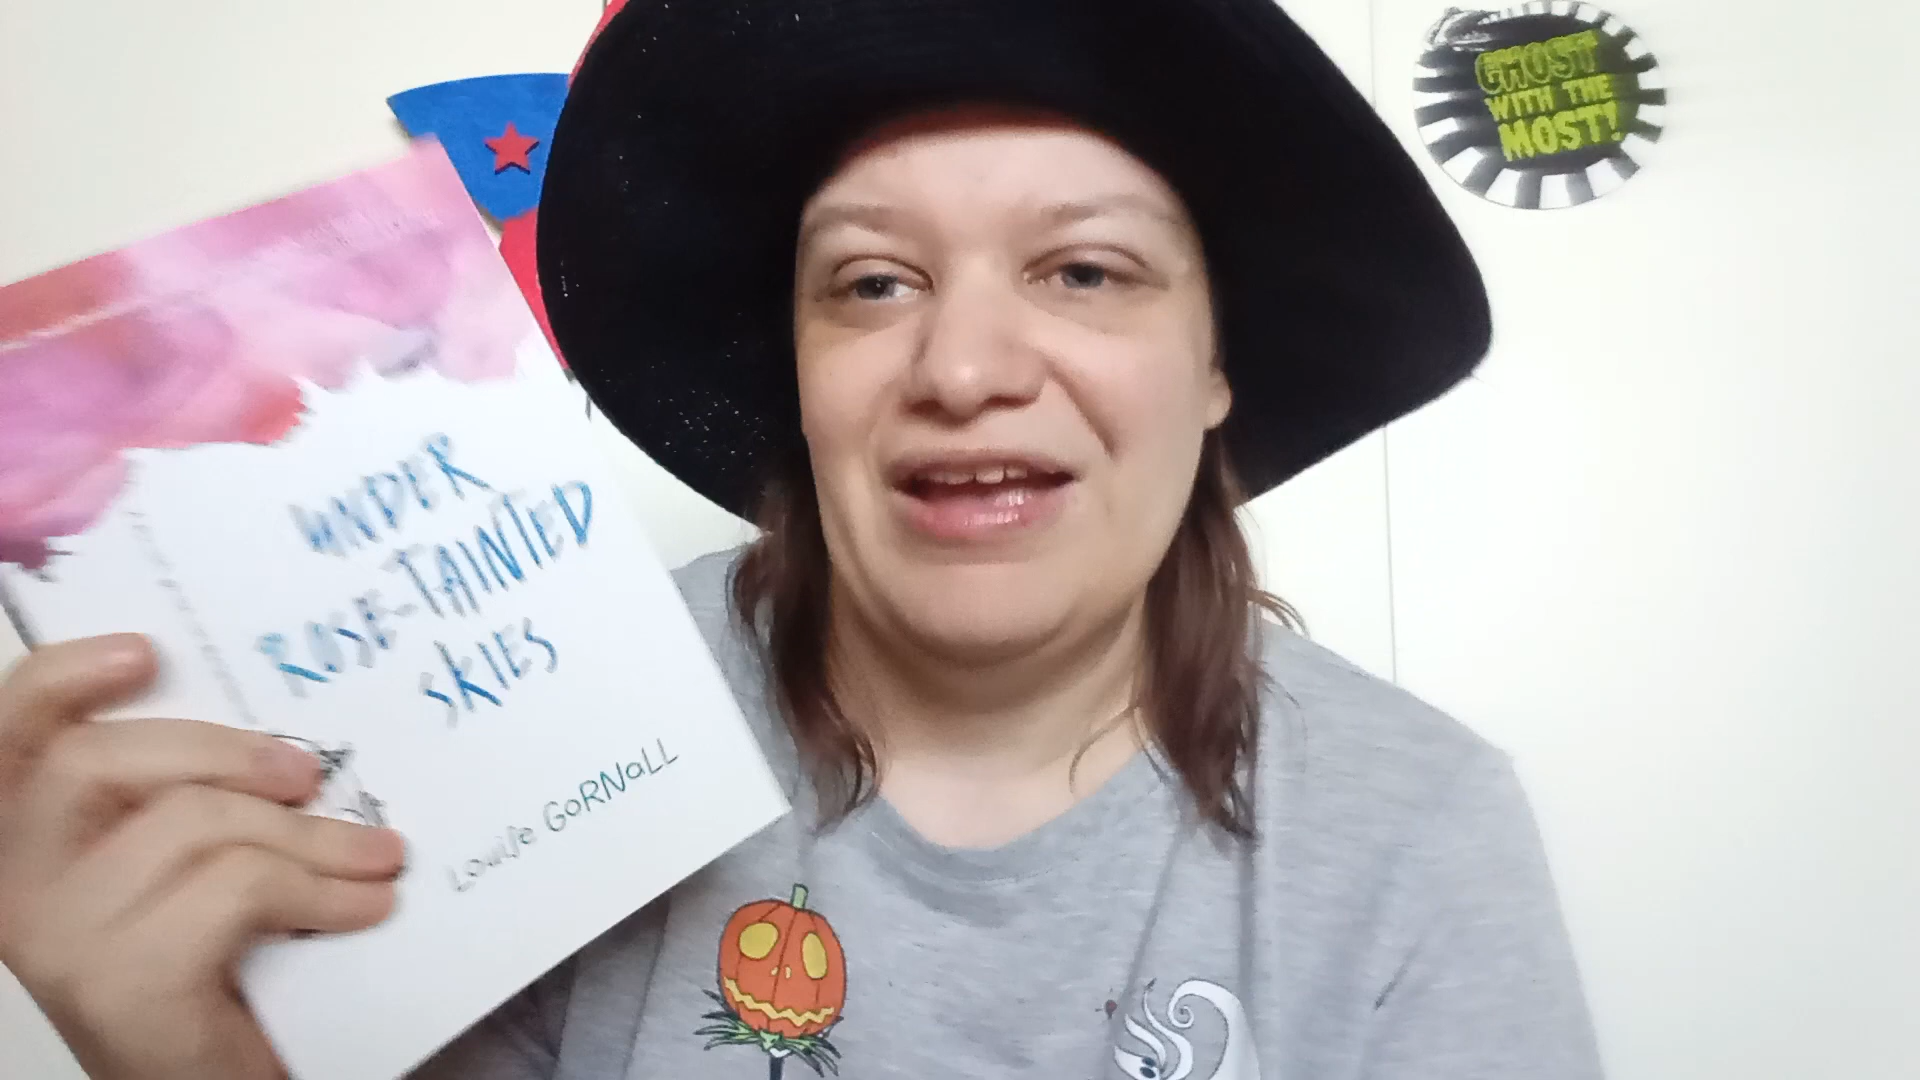 GHOST
WITH THE
MOST!
UNDER
ROSE-TAINTED
SKIES
LOUISE GORNALL